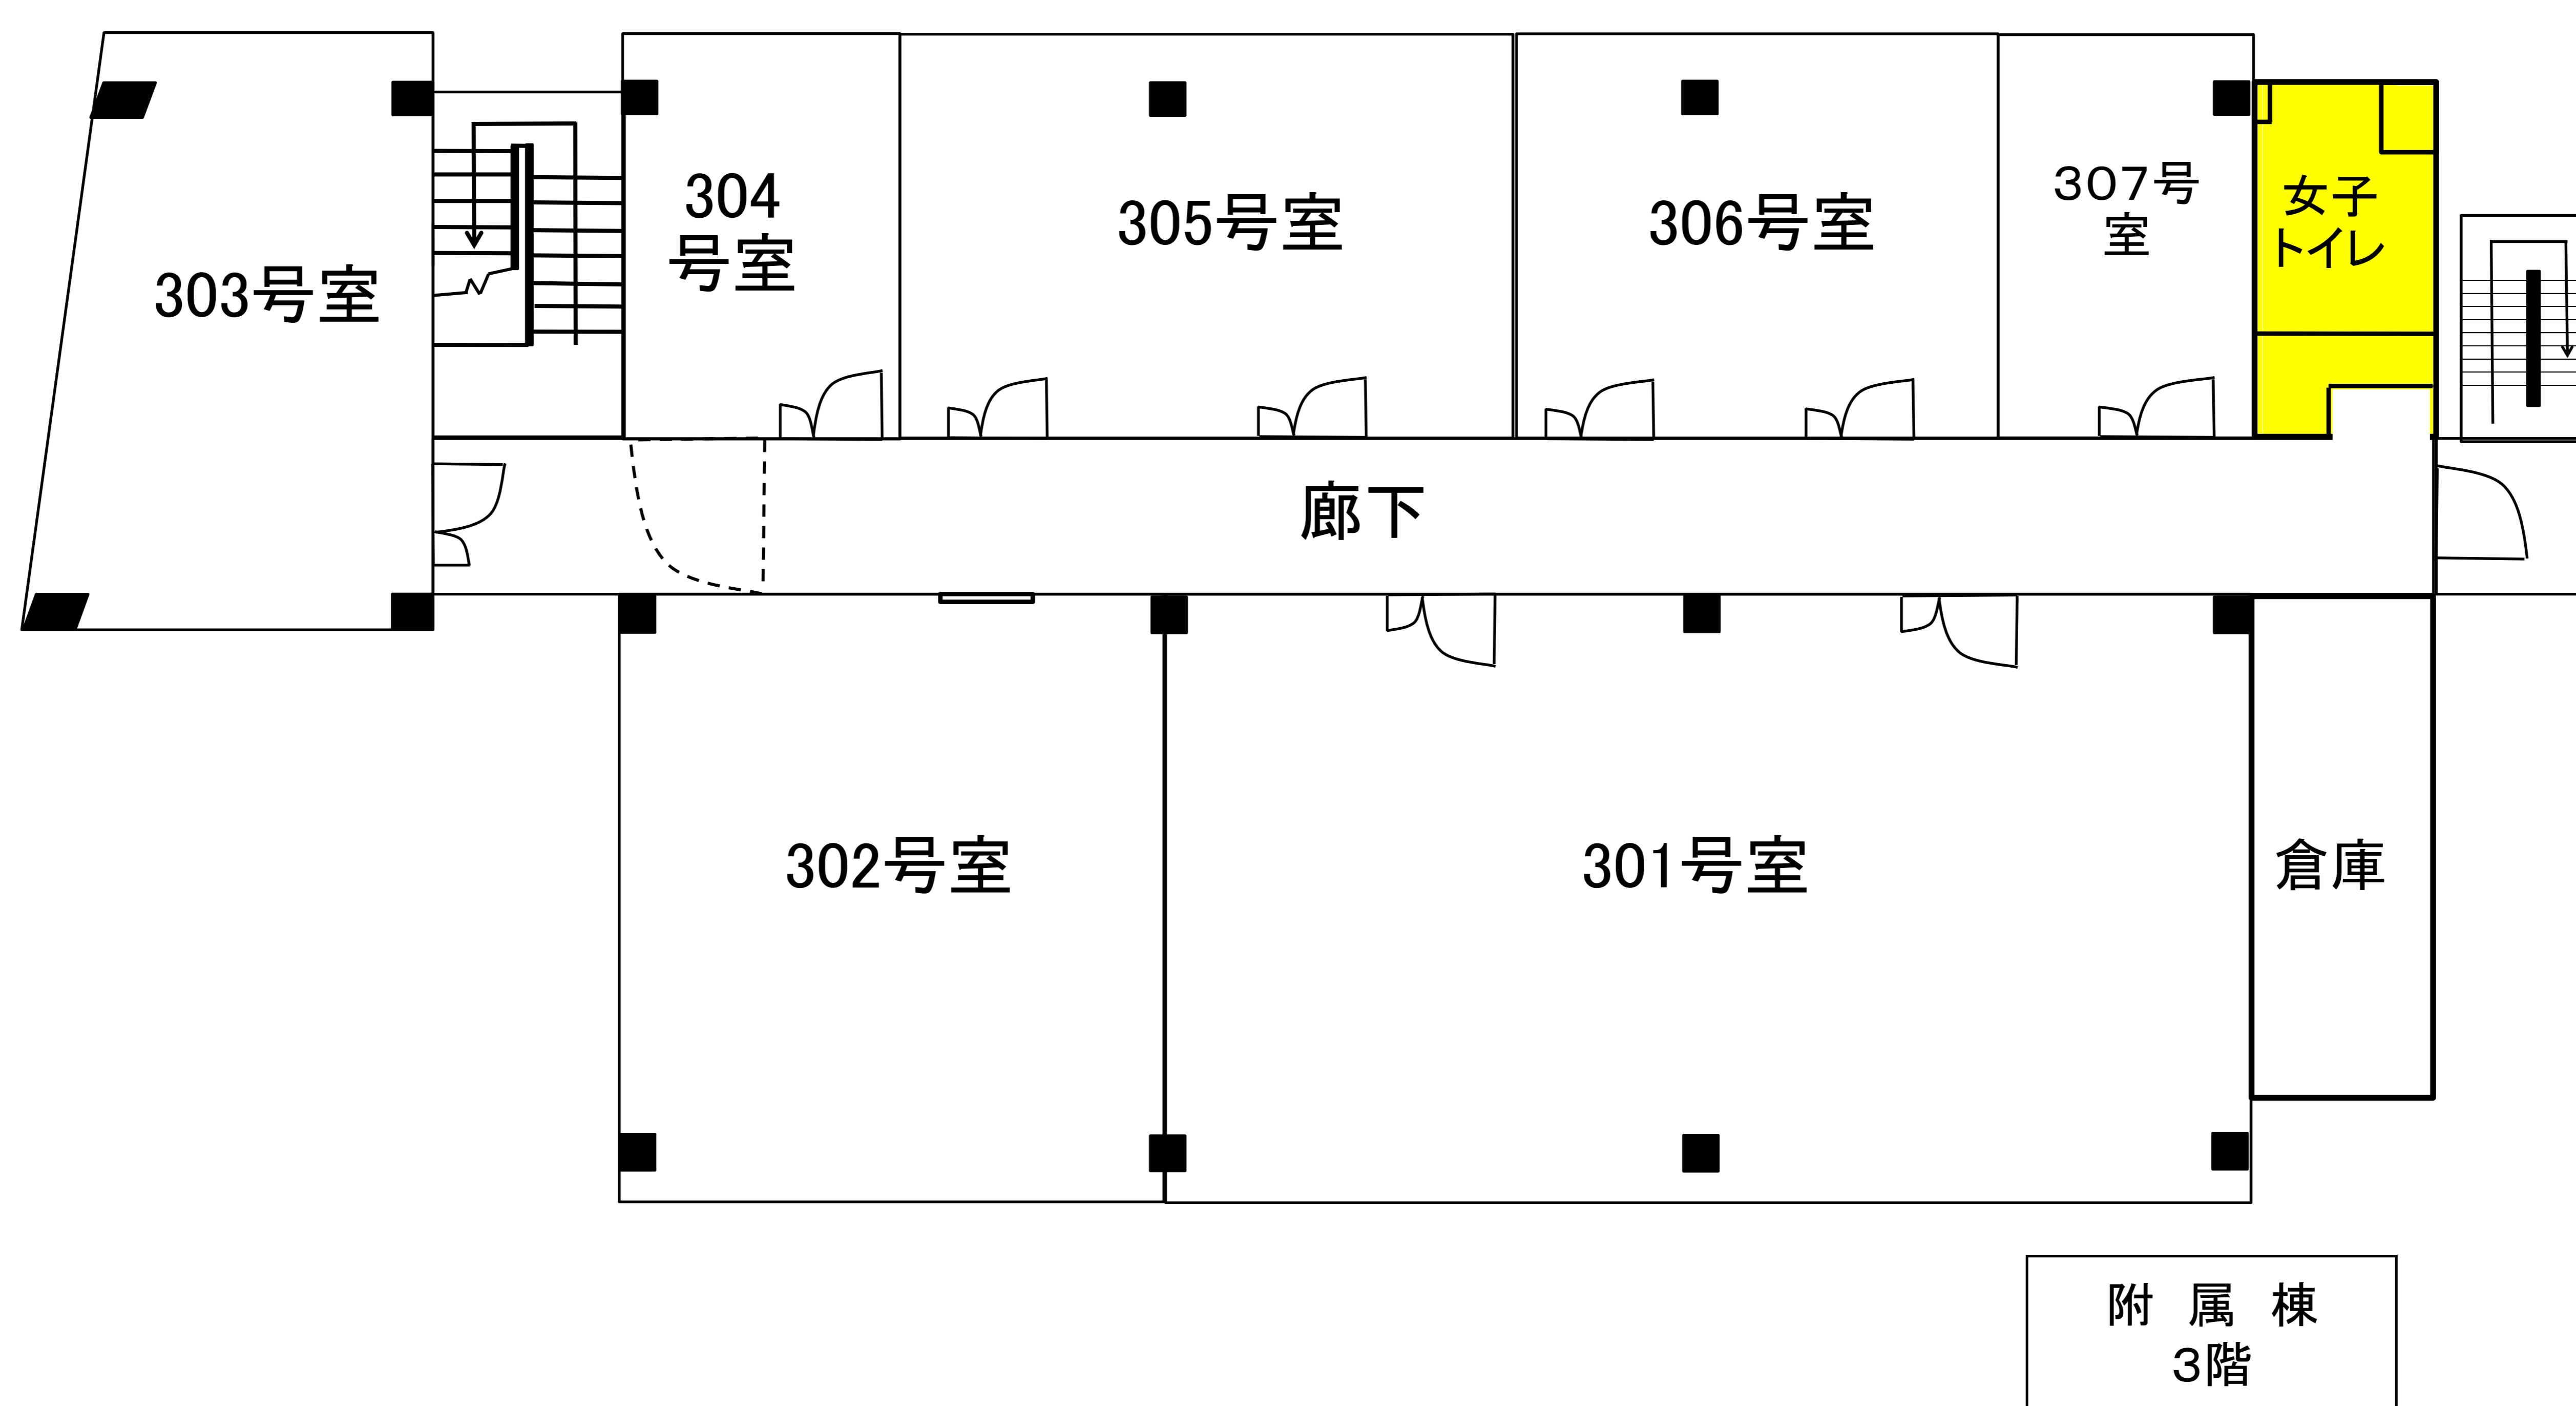 303号室
304
号室
305号室
306号室
３０７号
室
女子
トイレ
廊下
302号室
301号室
倉庫
附 属 棟
３階